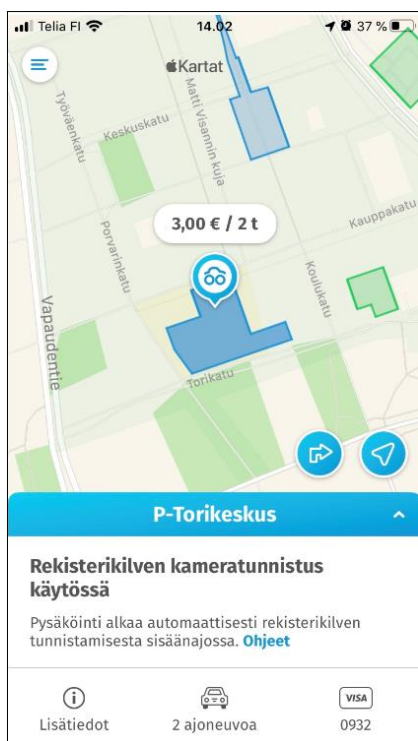 Telia FI 14.02 37 %
Kartat
Keskuskatu
Työväenkatu
Matti Visannin kuja
3,00 € / 2 t
Kauppakatu
Porvarinkatu
Koulukatu
Vapaudentie
Torikatu
P-Torikeskus
Rekisterikilven kameratunnistus
käytössä
Pysäköinti alkaa automaattisesti rekisterikilven
tunnistamisesta sisäänajossa. Ohjeet
Lisätiedot
2 ajoneuvoa
VISA
0932